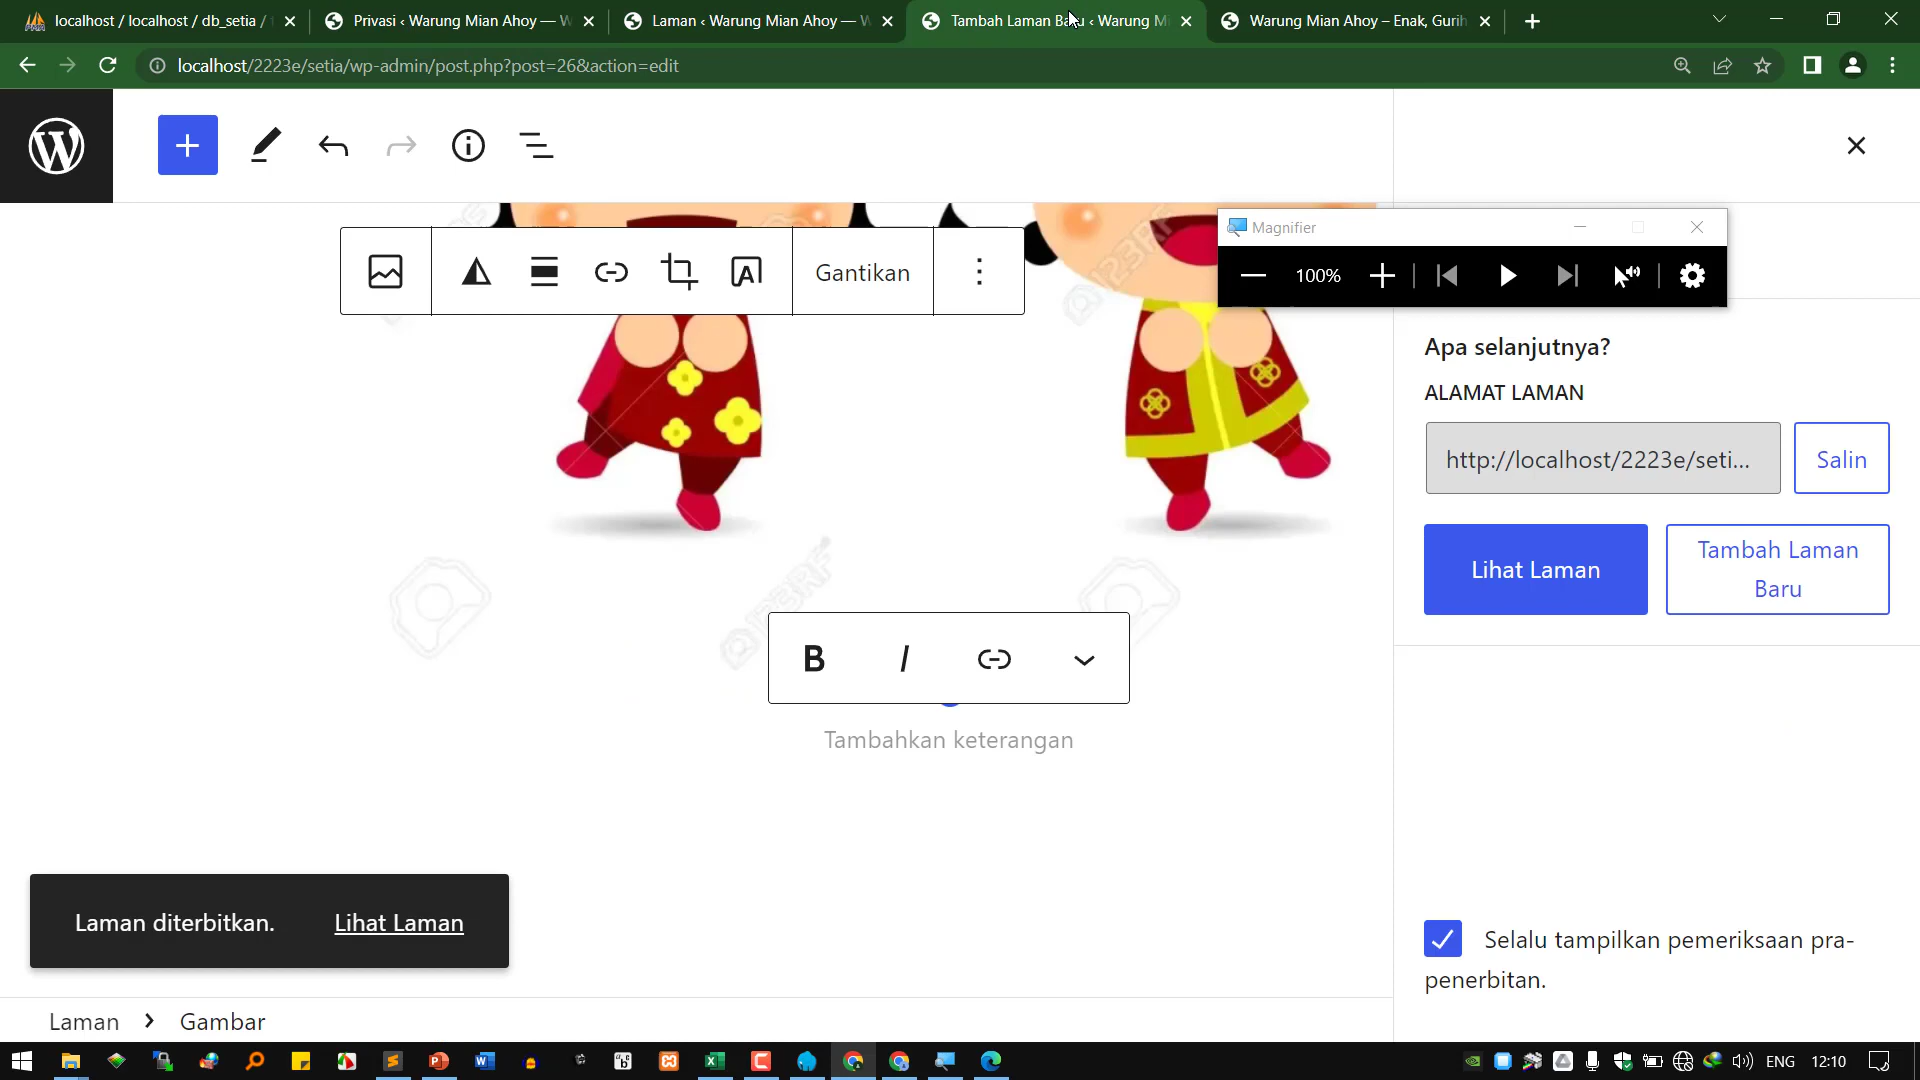 localhost / localhost / db_setia /
Privasi ‹ Warung Mian Ahoy — W
Laman ‹ Warung Mian Ahoy — W
Tambah Laman Baru ‹ Warung Mi
Warung Mian Ahoy – Enak, Gurih
localhost/2223e/setia/wp-admin/post.php?post=26&action=edit
Magnifier
100%
Gantikan
Apa selanjutnya?
ALAMAT LAMAN
http://localhost/2223e/seti...
Salin
Lihat Laman
Tambah Laman
Baru
@123RF
B I
Tambahkan keterangan
Laman diterbitkan. Lihat Laman
Selalu tampilkan pemeriksaan pra-
penerbitan.
Laman > Gambar
ENG 12:10